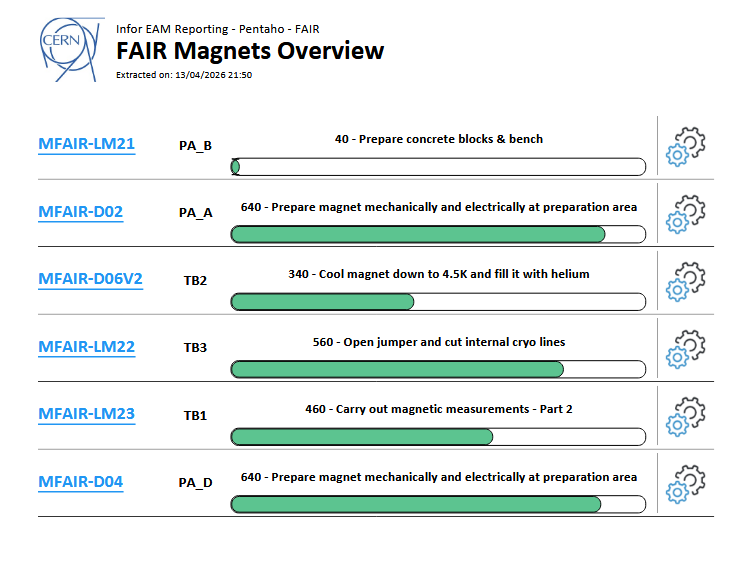 CERN
Infor EAM Reporting - Pentaho - FAIR
FAIR Magnets Overview
Extracted on: 13/04/2026 21:50
MFAIR-LM21 PA_B 40 - Prepare concrete blocks & bench
MFAIR-D02 PA_A 640 - Prepare magnet mechanically and electrically at preparation area
MFAIR-D06V2 TB2 340 - Cool magnet down to 4.5K and fill it with helium
MFAIR-LM22 TB3 560 - Open jumper and cut internal cryo lines
MFAIR-LM23 TB1 460 - Carry out magnetic measurements - Part 2
MFAIR-D04 PA_D 640 - Prepare magnet mechanically and electrically at preparation area